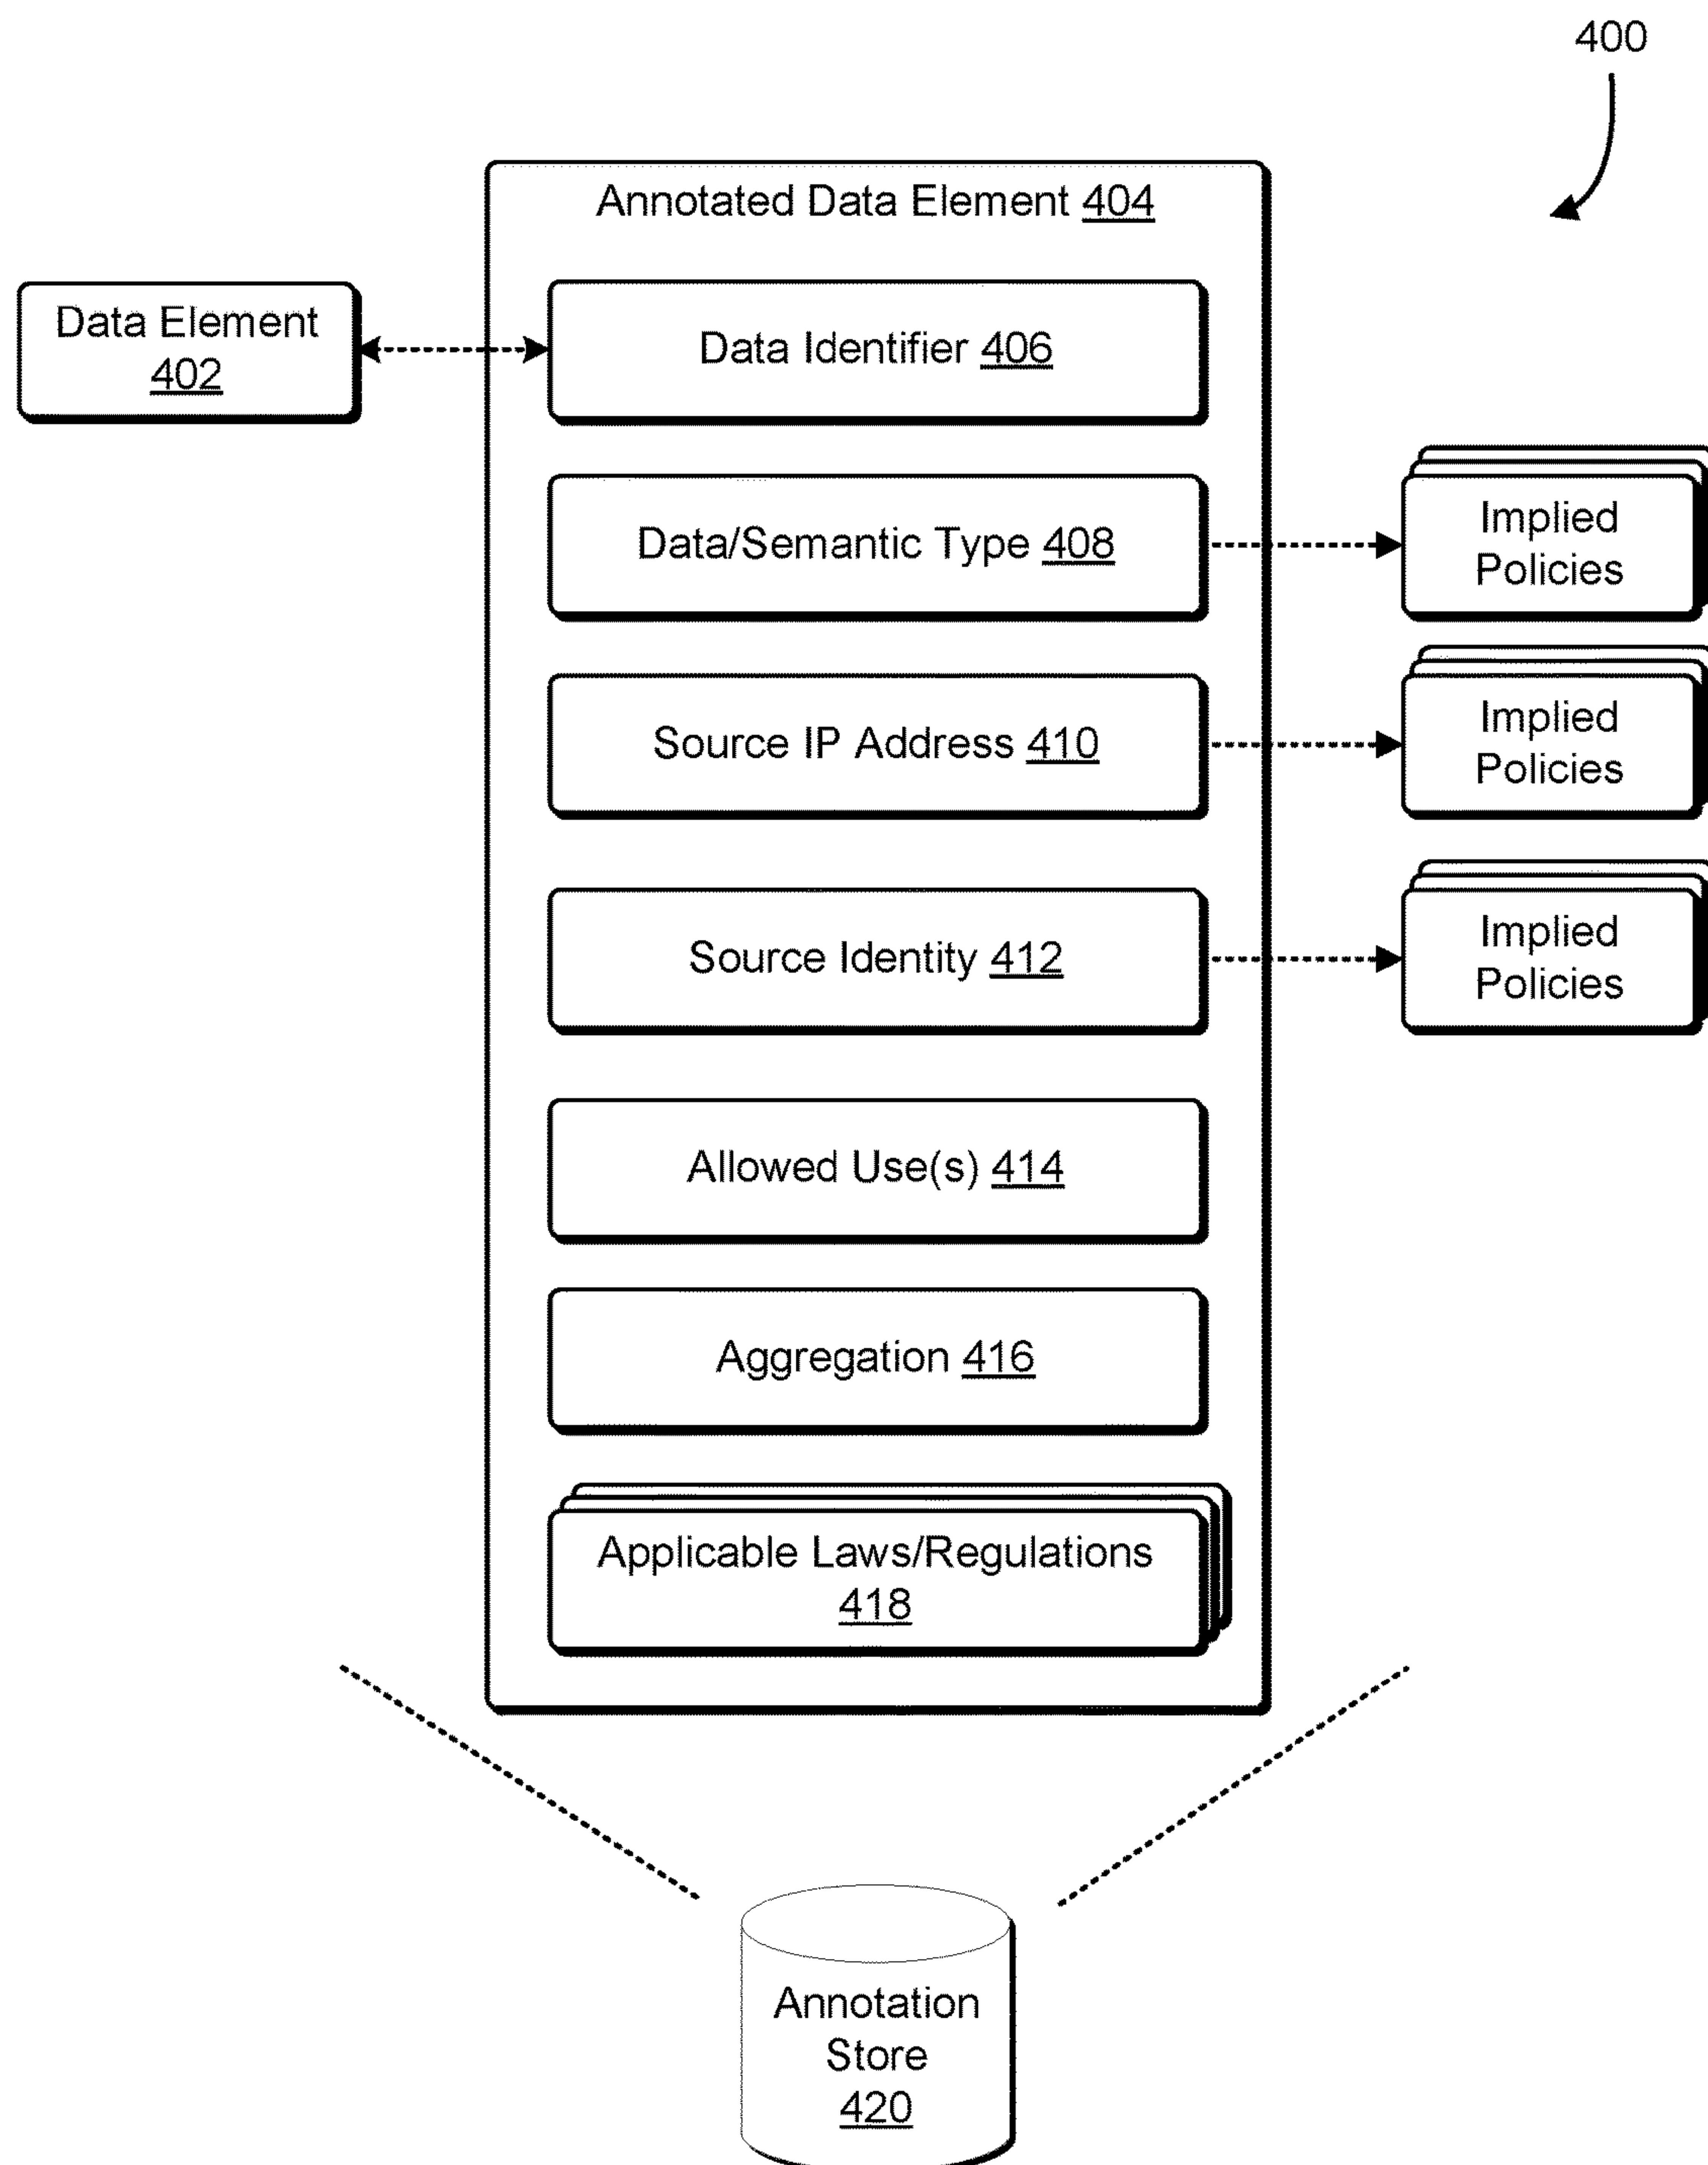 400
Annotated Data Element 404
Data Element
402
Data Identifier 406
Data/Semantic Type 408
Implied
Policies
Source IP Address 410
Implied
Policies
Source Identity 412
Implied
Policies
Allowed Use(s) 414
Aggregation 416
Applicable Laws/Regulations
418
Annotation
Store
420